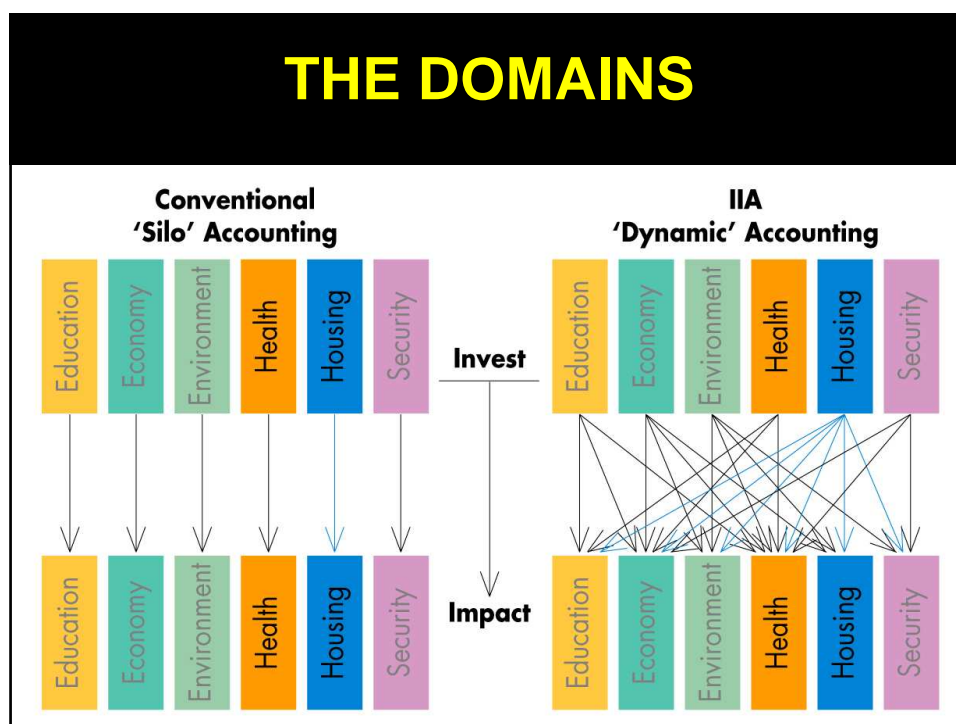 THE DOMAINS
Conventional
'Silo' Accounting
Education
Economy
Environment
Health
Housing
Security
Invest
Impact
Education
Economy
Environment
Health
Housing
Security
IIA
'Dynamic' Accounting
Education
Economy
Environment
Health
Housing
Security
Education
Economy
Environment
Health
Housing
Security